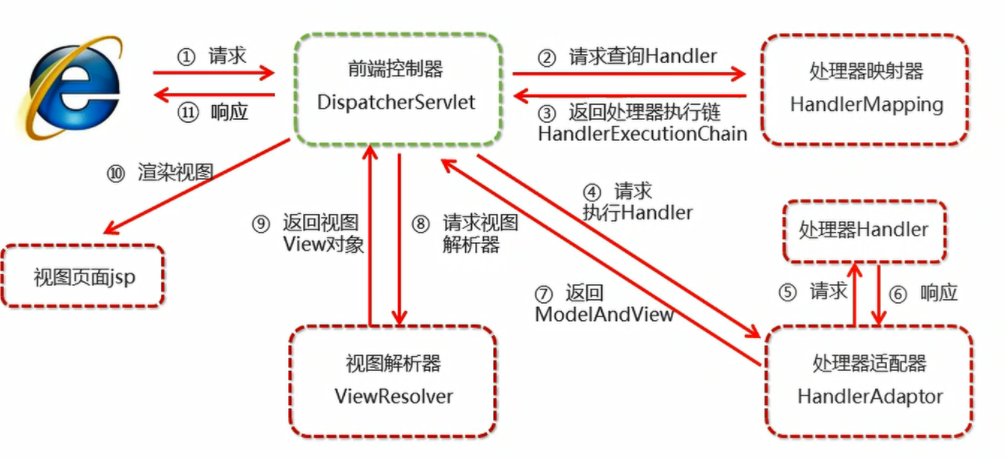 ① 请求
⑪ 响应
前端控制器
DispatcherServlet
② 请求查询Handler
③ 返回处理器执行链
HandlerExecutionChain
处理器映射器
HandlerMapping
⑩ 渲染视图
④ 请求
执行Handler
处理器Handler
⑨ 返回视图
View对象
⑧ 请求视图
解析器
视图页面jsp
⑦ 返回
ModelAndView
⑤ 请求
⑥ 响应
视图解析器
ViewResolver
处理器适配器
HandlerAdaptor